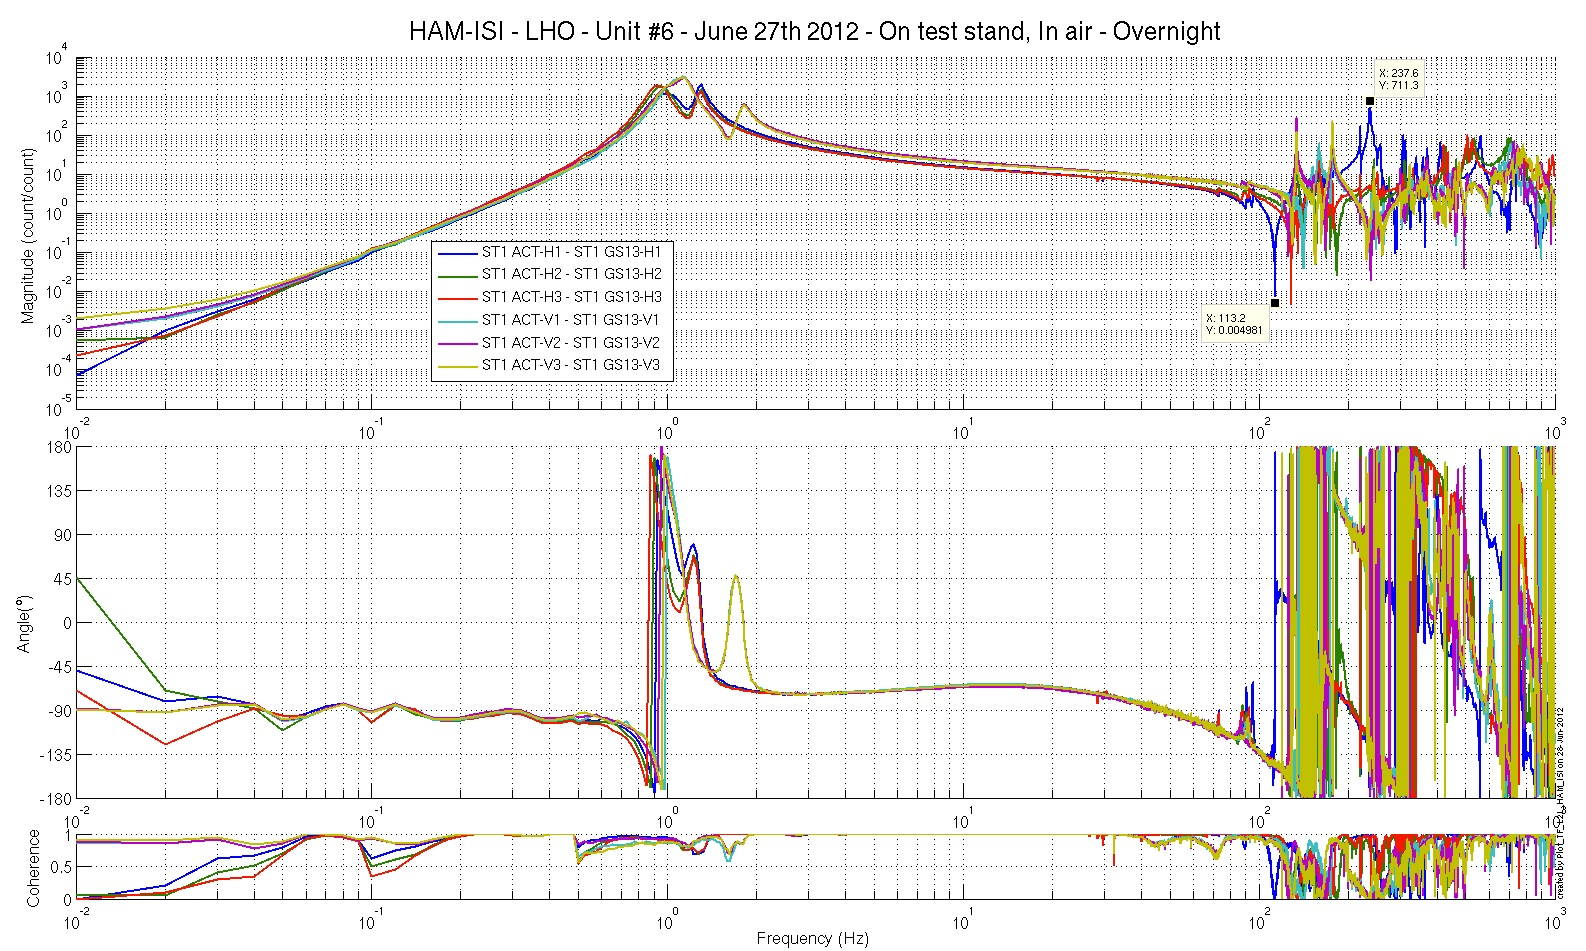 HAM-ISI - LHO - Unit #6 - June 27th 2012 - On test stand, In air - Overnight
10^4
10^3
10^2
10^1
10^0
10^-1
10^-2
10^-3
10^-4
10^-5
Magnitude (count/count)
X: 237.6
Y: 711.3
X: 113.2
Y: 0.004981
ST1 ACT-H1 - ST1 GS13-H1
ST1 ACT-H2 - ST1 GS13-H2
ST1 ACT-H3 - ST1 GS13-H3
ST1 ACT-V1 - ST1 GS13-V1
ST1 ACT-V2 - ST1 GS13-V2
ST1 ACT-V3 - ST1 GS13-V3
10^-2 10^-1 10^0 10^1 10^2 10^3
180
135
90
45
0
-45
-90
-135
-180
Angle(°)
10^-2 10^-1 10^0 10^1 10^2 10^3
1
0.5
0
Coherence
10^-2 10^-1 10^0 10^1 10^2 10^3
Frequency (Hz)
created by Plot_TF_L2L_HAM_ISI on 28-Jun-2012